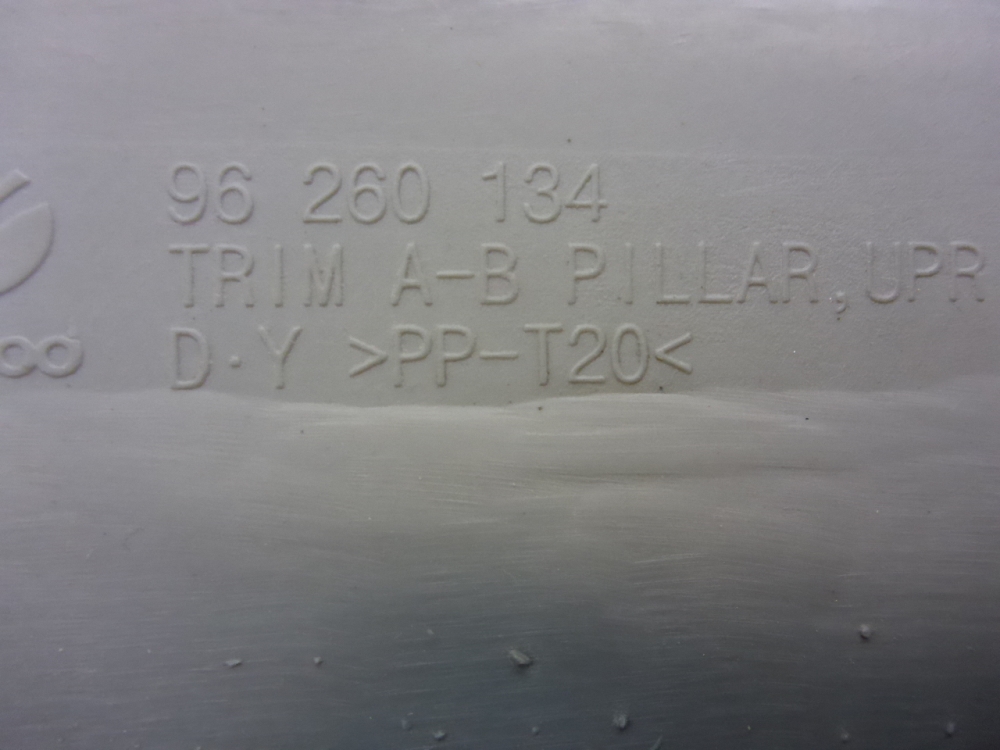 96 260 134
TRIM A-B PILLAR, UPR
D·Y >PP-T20<